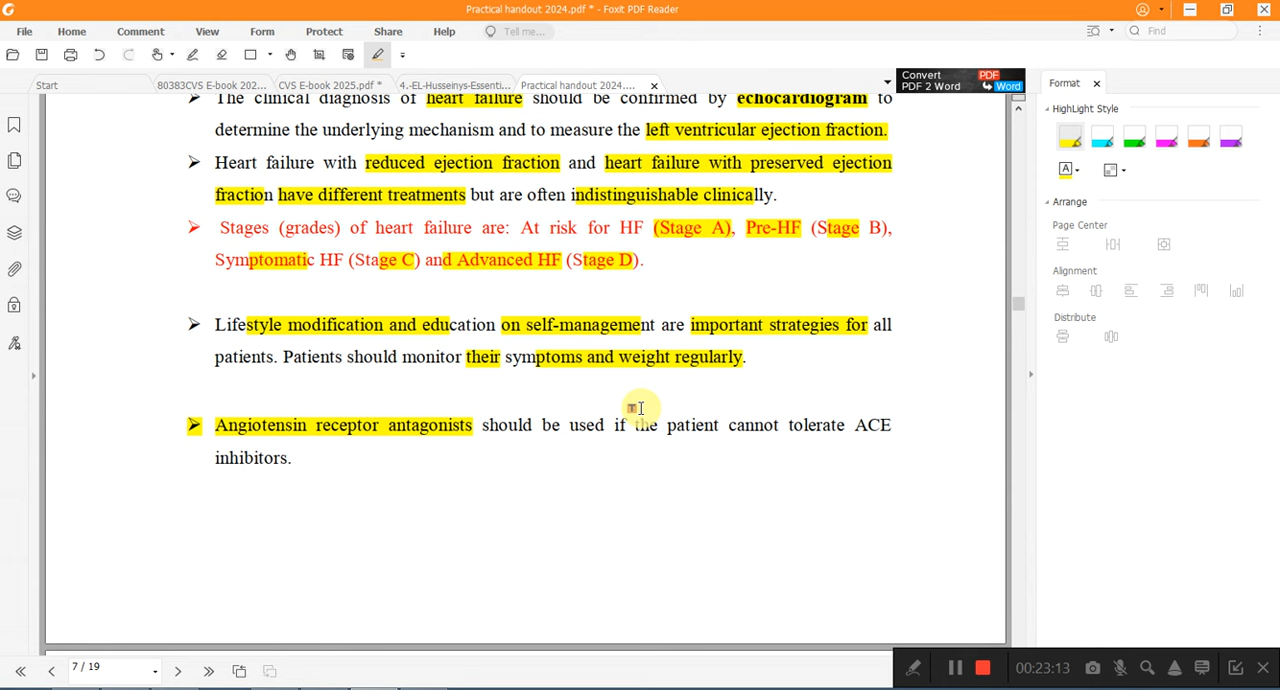 Practical handout 2024.pdf * - Foxit PDF Reader
File Home Comment View Form Protect Share Help Tell me... Find
Start 80383CVS E-book 202... CVS E-book 2025.pdf * 4.-EL-Husseinys-Essenti... Practical handout 2024....
Convert PDF
PDF 2 Word Word
Format
HighLight Style
Arrange
Page Center
Alignment
Distribute
➢ The clinical diagnosis of heart failure should be confirmed by echocardiogram to
determine the underlying mechanism and to measure the left ventricular ejection fraction.
➢ Heart failure with reduced ejection fraction and heart failure with preserved ejection
fraction have different treatments but are often indistinguishable clinically.
➢ Stages (grades) of heart failure are: At risk for HF (Stage A), Pre-HF (Stage B),
Symptomatic HF (Stage C) and Advanced HF (Stage D).
➢ Lifestyle modification and education on self-management are important strategies for all
patients. Patients should monitor their symptoms and weight regularly.
➢ Angiotensin receptor antagonists should be used if the patient cannot tolerate ACE
inhibitors.
7 / 19
00:23:13